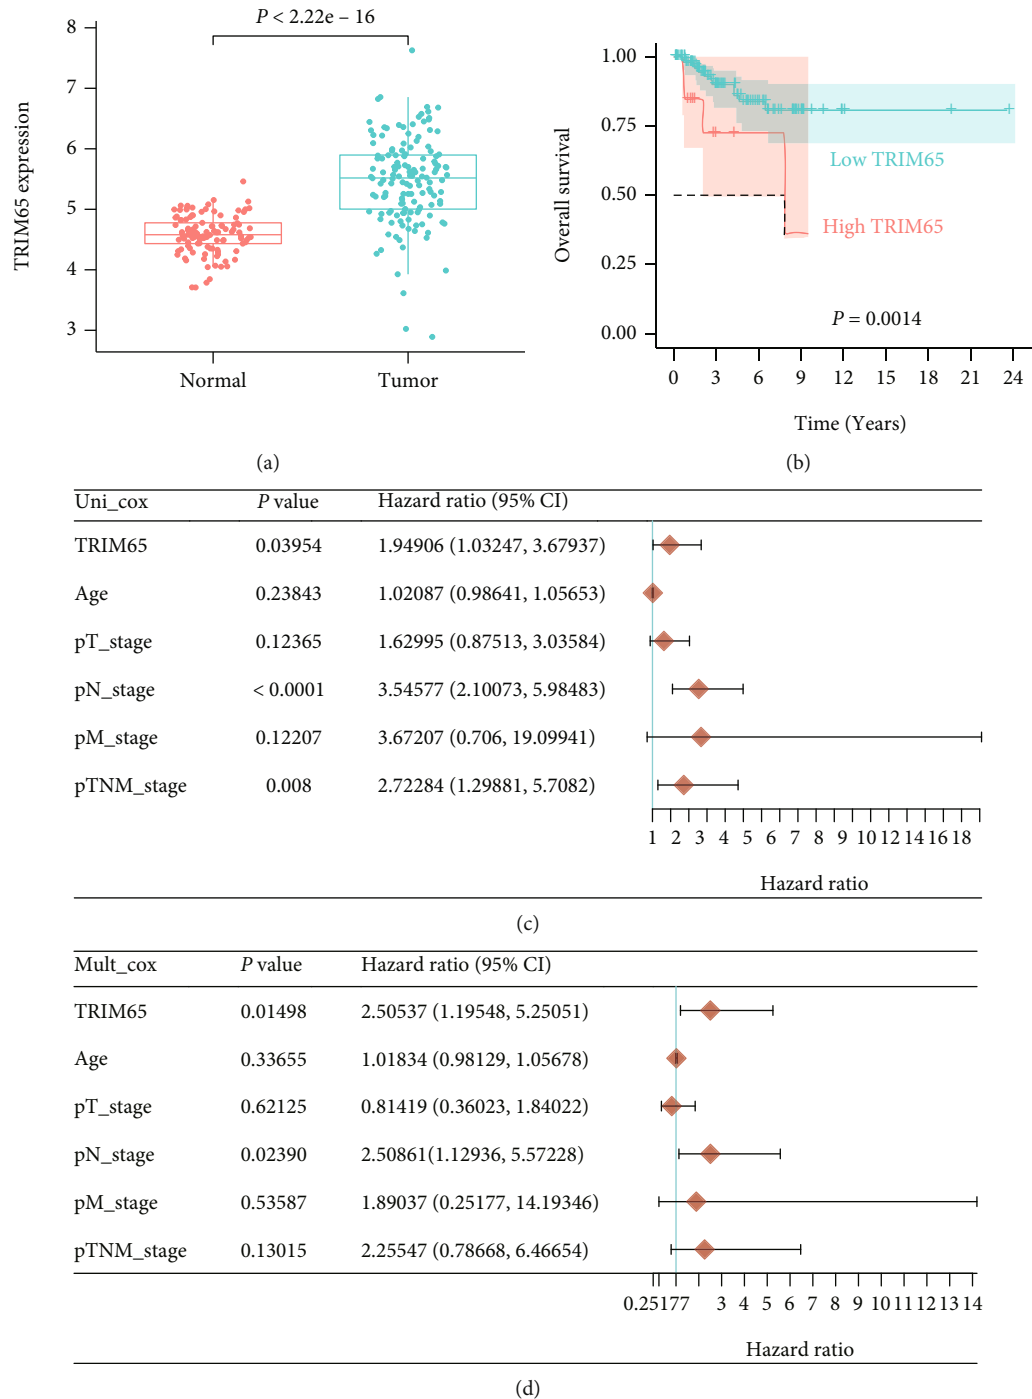 P < 2.22e – 16
8
7
6
5
4
3
TRIM65 expression
Normal Tumor
(a)
1.00
0.75
0.50
0.25
0.00
Overall survival
Low TRIM65
High TRIM65
P = 0.0014
0 3 6 9 12 15 18 21 24
Time (Years)
(b)
Uni_cox P value Hazard ratio (95% CI)
TRIM65 0.03954 1.94906 (1.03247, 3.67937)
Age 0.23843 1.02087 (0.98641, 1.05653)
pT_stage 0.12365 1.62995 (0.87513, 3.03584)
pN_stage < 0.0001 3.54577 (2.10073, 5.98483)
pM_stage 0.12207 3.67207 (0.706, 19.09941)
pTNM_stage 0.008 2.72284 (1.29881, 5.7082)
1 2 3 4 5 6 7 8 9 10 12 14 16 18
Hazard ratio
(c)
Mult_cox P value Hazard ratio (95% CI)
TRIM65 0.01498 2.50537 (1.19548, 5.25051)
Age 0.33655 1.01834 (0.98129, 1.05678)
pT_stage 0.62125 0.81419 (0.36023, 1.84022)
pN_stage 0.02390 2.50861(1.12936, 5.57228)
pM_stage 0.53587 1.89037 (0.25177, 14.19346)
pTNM_stage 0.13015 2.25547 (0.78668, 6.46654)
0.25177 3 4 5 6 7 8 9 10 11 12 13 14
Hazard ratio
(d)